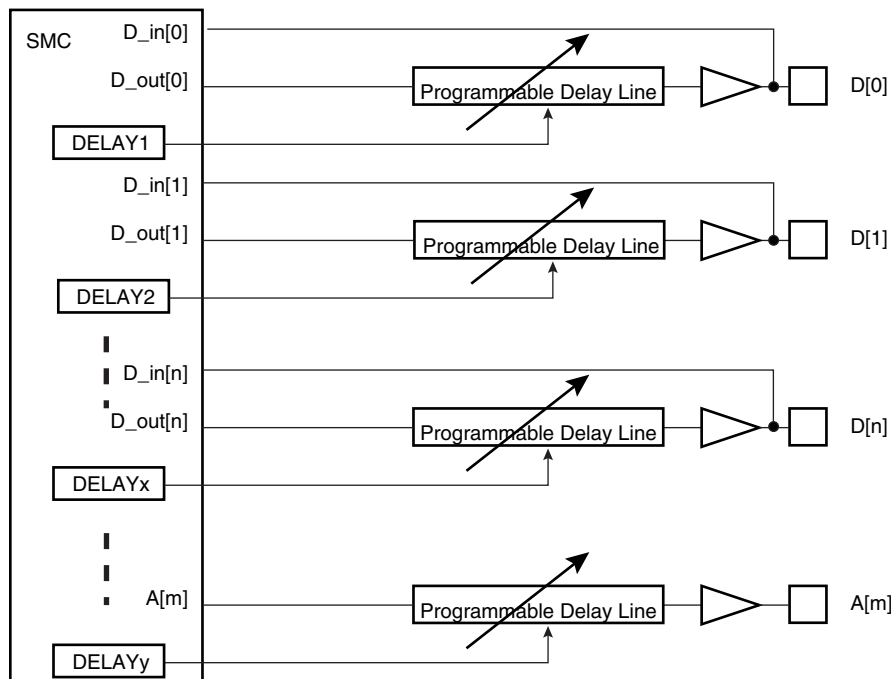 SMC
D_in[0]
D_out[0]
Programmable Delay Line
D[0]
DELAY1
D_in[1]
D_out[1]
Programmable Delay Line
D[1]
DELAY2
D_in[n]
D_out[n]
Programmable Delay Line
D[n]
DELAYx
A[m]
Programmable Delay Line
A[m]
DELAYy